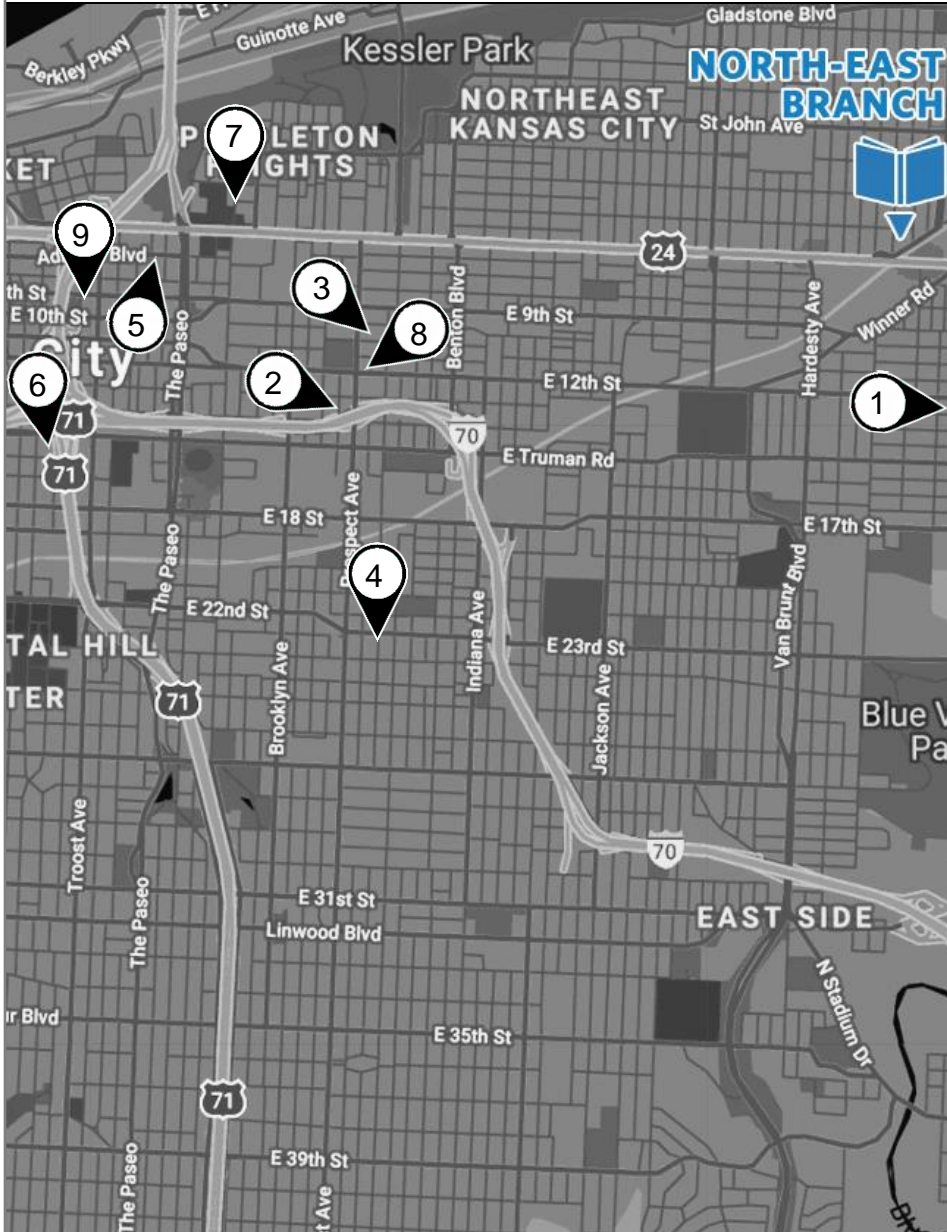 Gladstone Blvd
Guinotte Ave
Berkley Pkwy
Kessler Park
NORTH-EAST
BRANCH
NORTHEAST
KANSAS CITY
St John Ave
7
KET
9
Blvd
24
th St
E 10th St
3
5
8
E 9th St
Winner Rd
Benton Blvd
Hardesty Ave
The Paseo
City
6
2
E 12th St
1
71
70
71
E Truman Rd
E 18 St
E 17th St
The Paseo
4
E 22nd St
Van Brunt Blvd
Indiana Ave
E 23rd St
TAL HILL
TER
71
Brooklyn Ave
Jackson Ave
Blue
Pa
Troost Ave
70
E 31st St
The Paseo
Linwood Blvd
EAST SIDE
N Stadium Dr
ur Blvd
E 35th St
71
E 39th St
The Paseo
t Ave